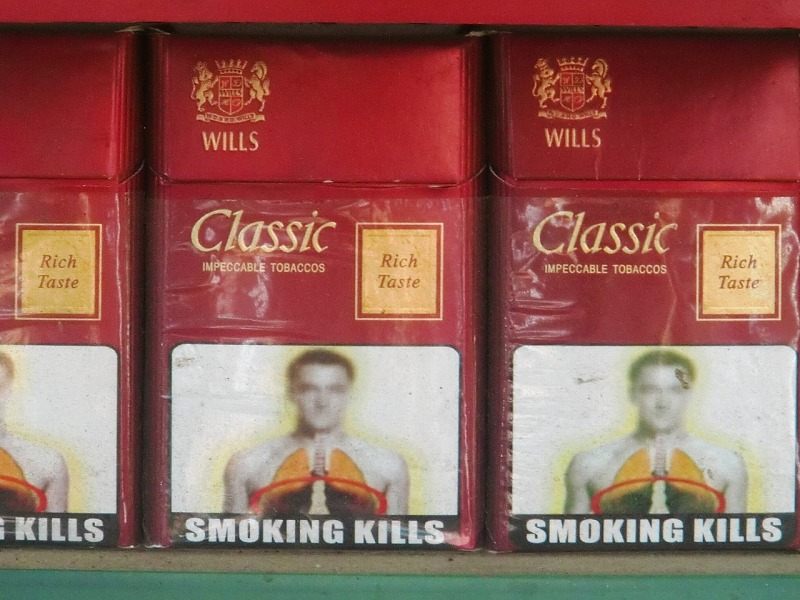 WILLS
Classic
IMPECCABLE TOBACCOS
Rich
Taste
SMOKING KILLS
WILLS
Classic
IMPECCABLE TOBACCOS
Rich
Taste
SMOKING KILLS
Rich
Taste
KILLS